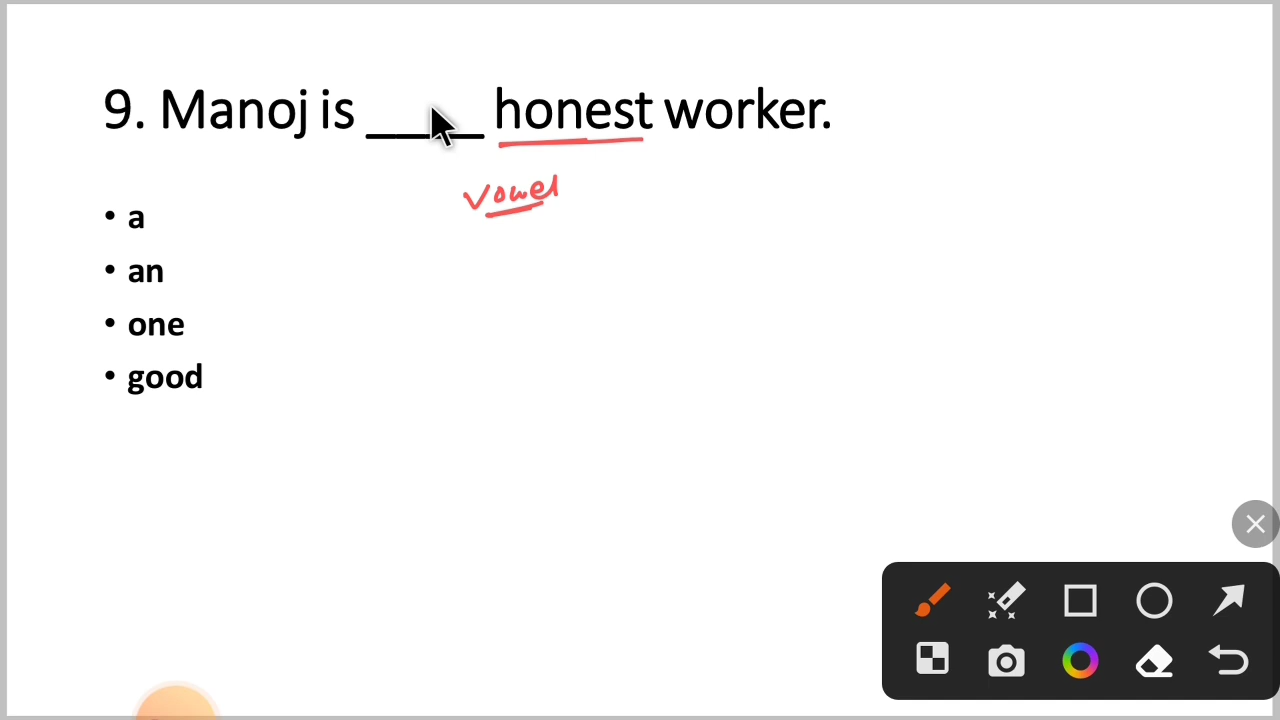 9. Manoj is ____ honest worker.
vowel
• a
• an
• one
• good